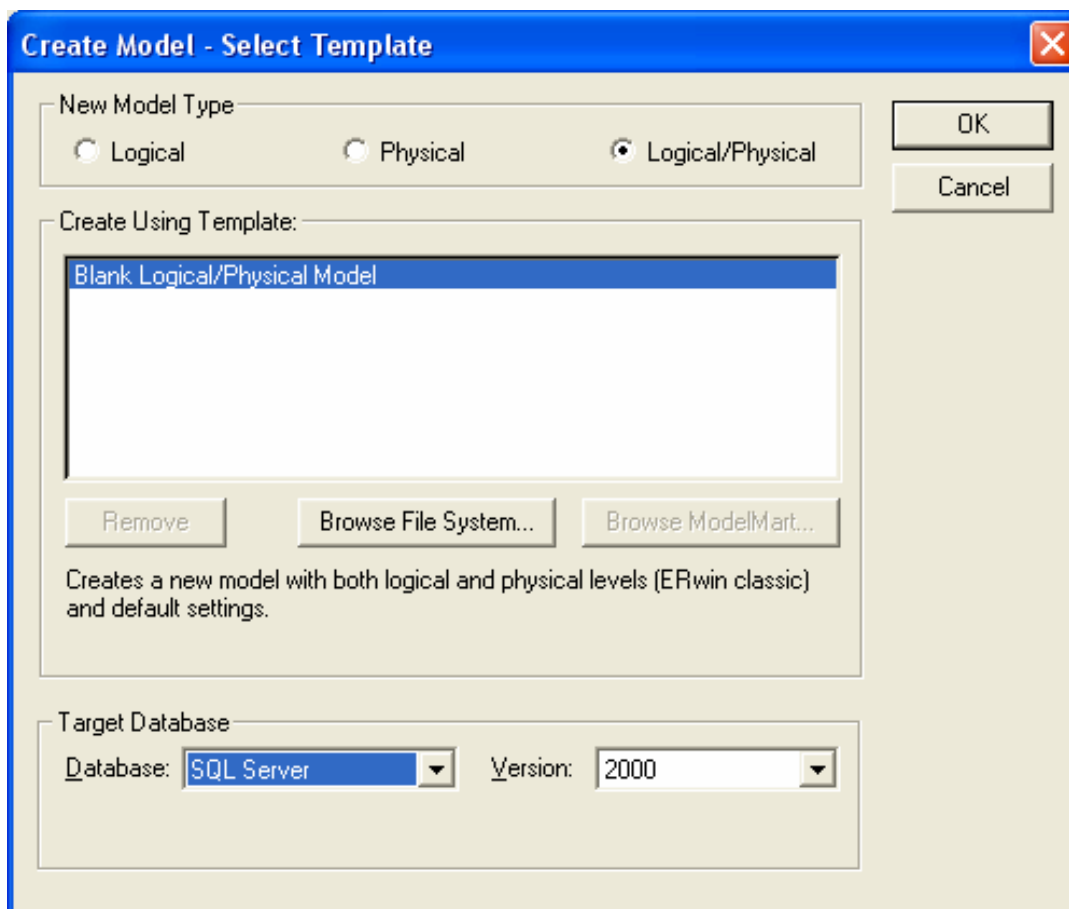 Create Model - Select Template
New Model Type
Logical Physical Logical/Physical
OK
Cancel
Create Using Template:
Blank Logical/Physical Model
Remove Browse File System... Browse ModelMart...
Creates a new model with both logical and physical levels (ERwin classic)
and default settings.
Target Database
Database: SQL Server Version: 2000